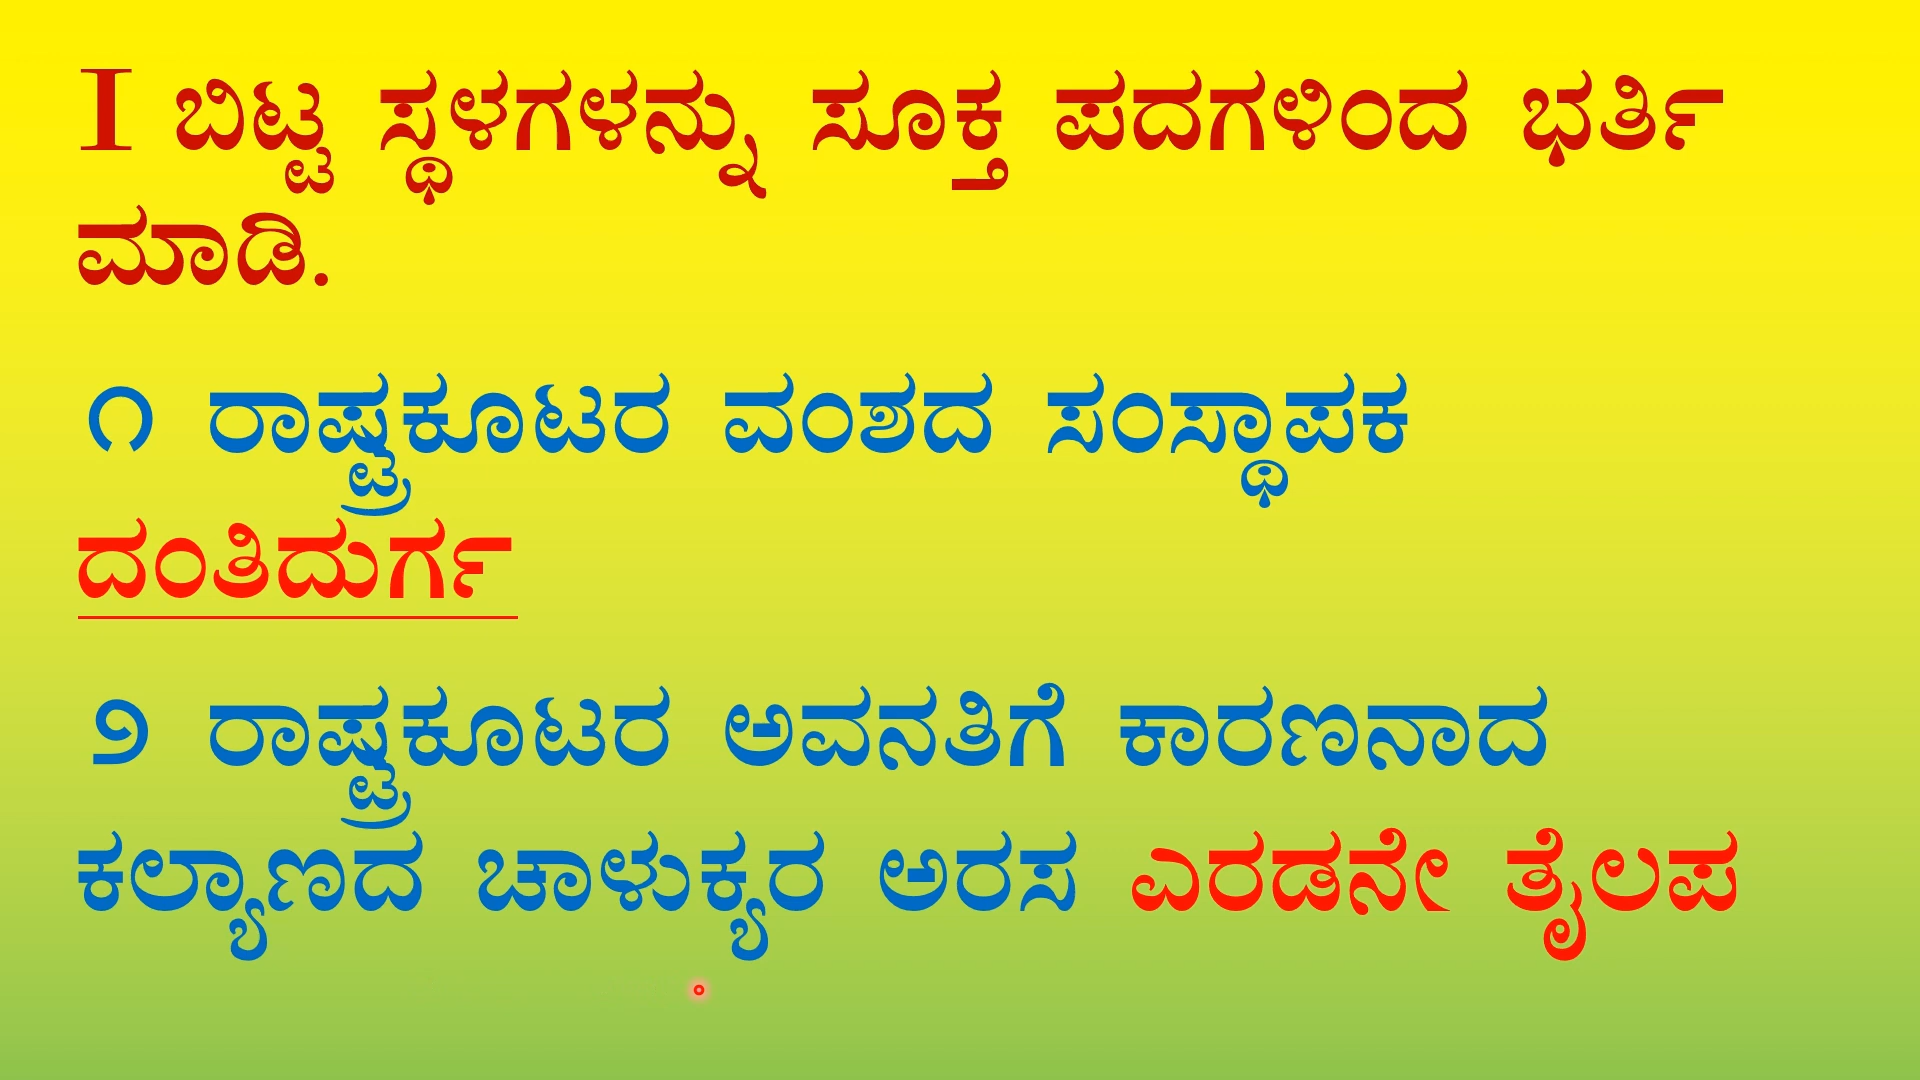 I ಬಿಟ್ಟ ಸ್ಥಳಗಳನ್ನು ಸೂಕ್ತ ಪದಗಳಿಂದ ಭರ್ತಿ
ಮಾಡಿ.
೧ ರಾಷ್ಟ್ರಕೂಟರ ವಂಶದ ಸಂಸ್ಥಾಪಕ
ದಂತಿದುರ್ಗ
೨ ರಾಷ್ಟ್ರಕೂಟರ ಅವನತಿಗೆ ಕಾರಣನಾದ
ಕಲ್ಯಾಣದ ಚಾಳುಕ್ಯರ ಅರಸ ಎರಡನೇ ತೈಲಪ